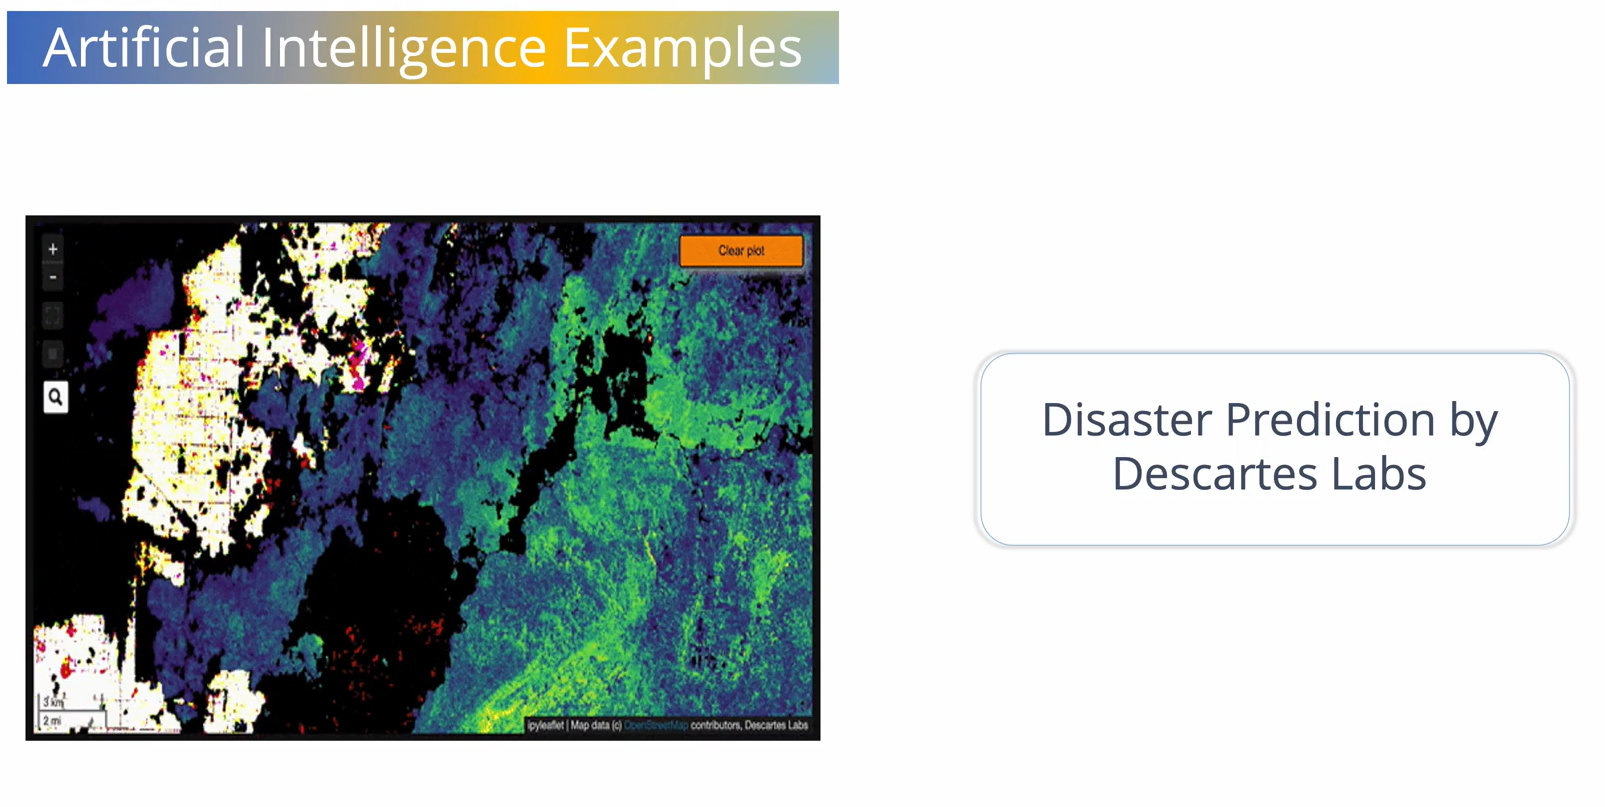 Artificial Intelligence Examples
+
-
Clear plot
3 km
2 mi
ipyleaflet | Map data (c) OpenStreetMap contributors, Descartes Labs
Disaster Prediction by
Descartes Labs